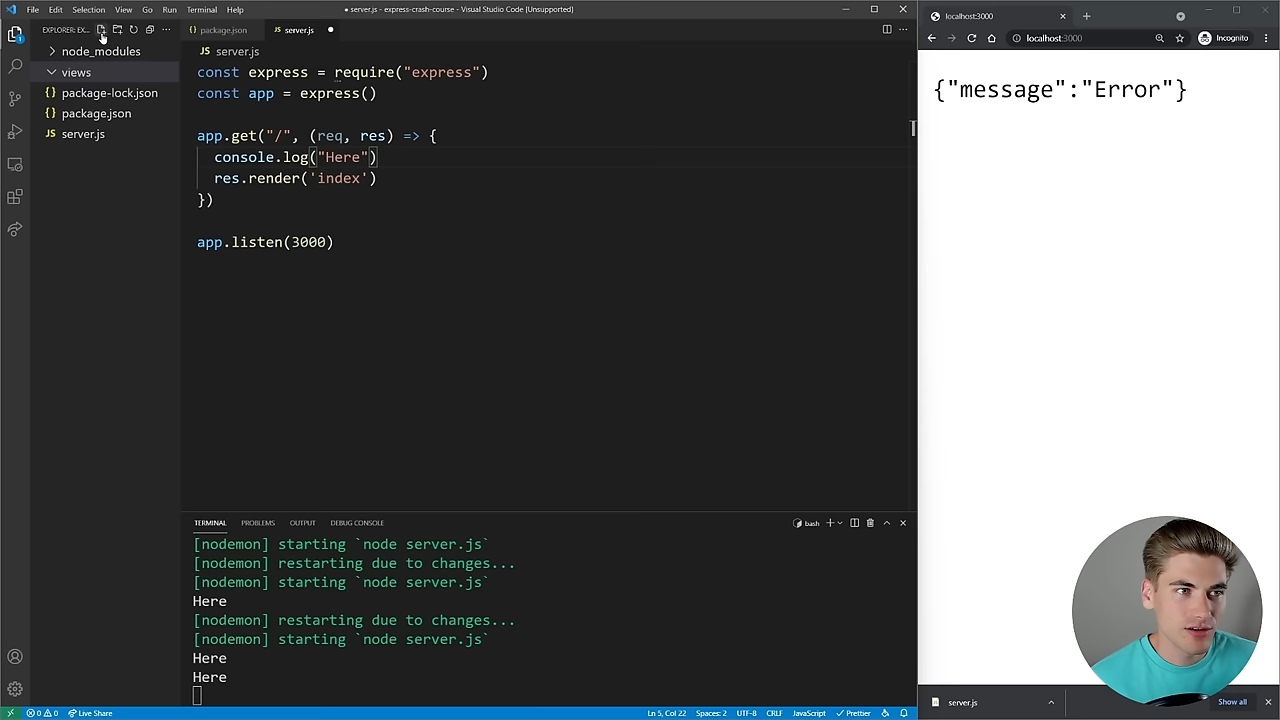 File Edit Selection View Go Run Terminal Help
● server.js - express-crash-course - Visual Studio Code [Unsupported]
EXPLORER: EX...
node_modules
views
package-lock.json
package.json
server.js
package.json
server.js
server.js
const express = require("express")
const app = express()
app.get("/", (req, res) => {
console.log("Here")
res.render('index')
})
app.listen(3000)
TERMINAL PROBLEMS OUTPUT DEBUG CONSOLE
bash
[nodemon] starting `node server.js`
[nodemon] restarting due to changes...
[nodemon] starting `node server.js`
Here
[nodemon] restarting due to changes...
[nodemon] starting `node server.js`
Here
Here
0 0 Live Share
Ln 5, Col 22 Spaces: 2 UTF-8 CRLF JavaScript Prettier
localhost:3000
localhost:3000
Incognito
{"message":"Error"}
server.js
Show all